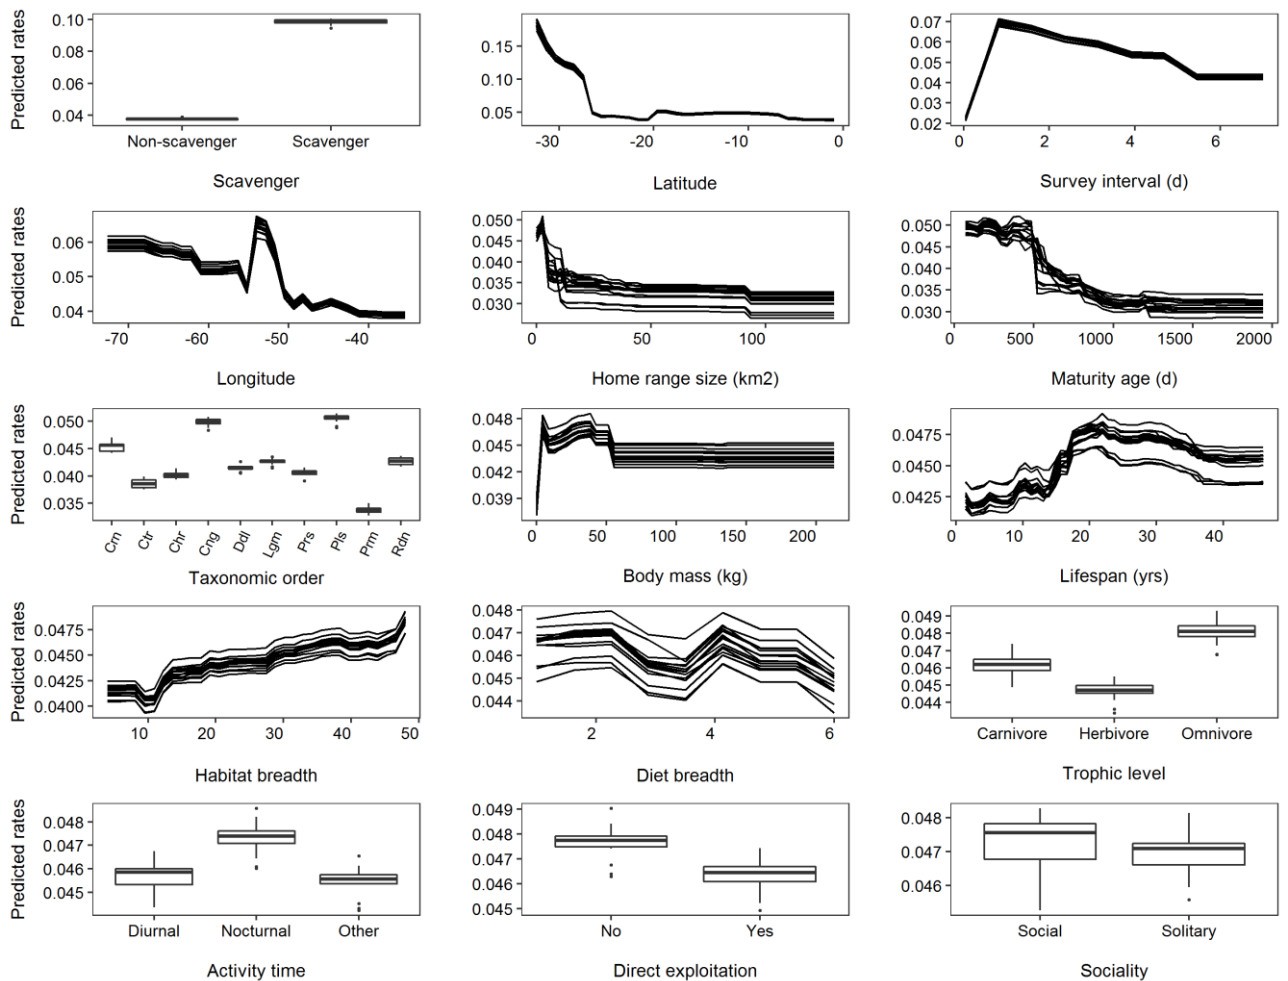 Predicted rates
0.10
0.08
0.06
0.04
Non-scavenger
Scavenger
Scavenger
0.15
0.10
0.05
-30
-20
-10
0
Latitude
0.07
0.06
0.05
0.04
0.03
0.02
0
2
4
6
Survey interval (d)
Predicted rates
0.06
0.05
0.04
-70
-60
-50
-40
Longitude
0.050
0.045
0.040
0.035
0.030
0
50
100
Home range size (km2)
0.050
0.045
0.040
0.035
0.030
0
500
1000
1500
2000
Maturity age (d)
Predicted rates
0.050
0.045
0.040
0.035
Crn
Ctr
Chr
Cng
Ddl
Lgm
Prs
Pls
Prm
Rdn
Taxonomic order
0.048
0.045
0.042
0.039
0
50
100
150
200
Body mass (kg)
0.0475
0.0450
0.0425
0
10
20
30
40
Lifespan (yrs)
Predicted rates
0.0475
0.0450
0.0425
0.0400
10
20
30
40
50
Habitat breadth
0.048
0.047
0.046
0.045
0.044
2
4
6
Diet breadth
0.049
0.048
0.047
0.046
0.045
0.044
Carnivore
Herbivore
Omnivore
Trophic level
Predicted rates
0.048
0.047
0.046
0.045
Diurnal
Nocturnal
Other
Activity time
0.049
0.048
0.047
0.046
0.045
No
Yes
Direct exploitation
0.048
0.047
0.046
Social
Solitary
Sociality